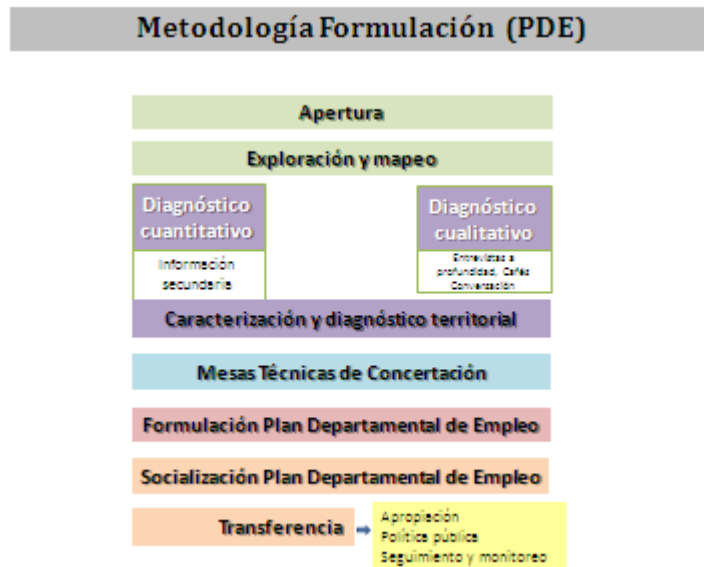 Metodología Formulación (PDE)
Apertura
Exploración y mapeo
Diagnóstico
cuantitativo
Información
secundaria
Diagnóstico
cualitativo
Entrevistas a
profundidad, Cafés
Conversación
Caracterización y diagnóstico territorial
Mesas Técnicas de Concertación
Formulación Plan Departamental de Empleo
Socialización Plan Departamental de Empleo
Transferencia
Apropiación
Política pública
Seguimiento y monitoreo